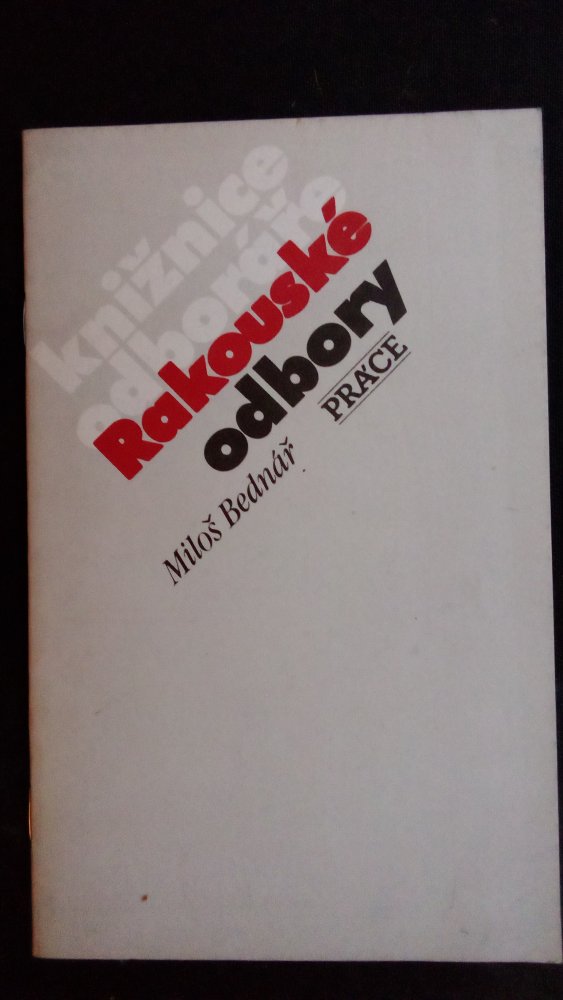 knižnice
odboráře
Rakouské
odbory
PRÁCE
Miloš Bednář